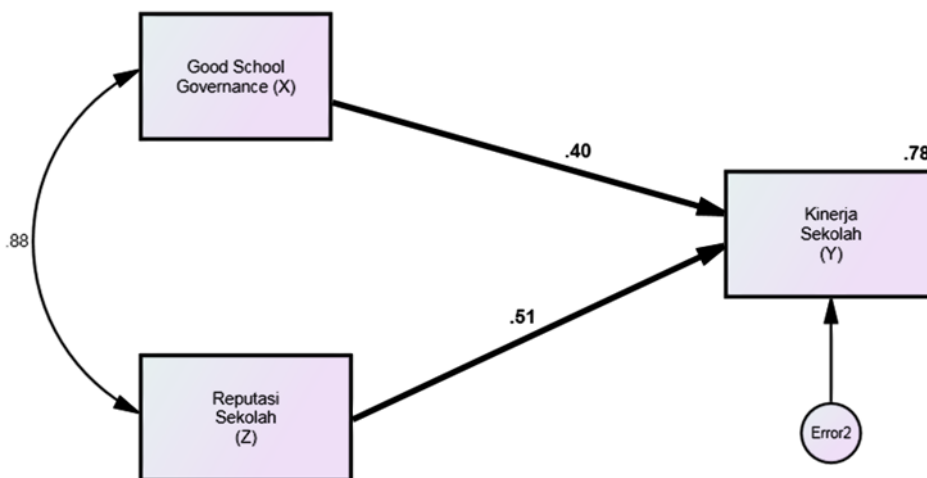 Good School
Governance (X)
.40
.78
Kinerja
Sekolah
(Y)
.88
.51
Reputasi
Sekolah
(Z)
Error2